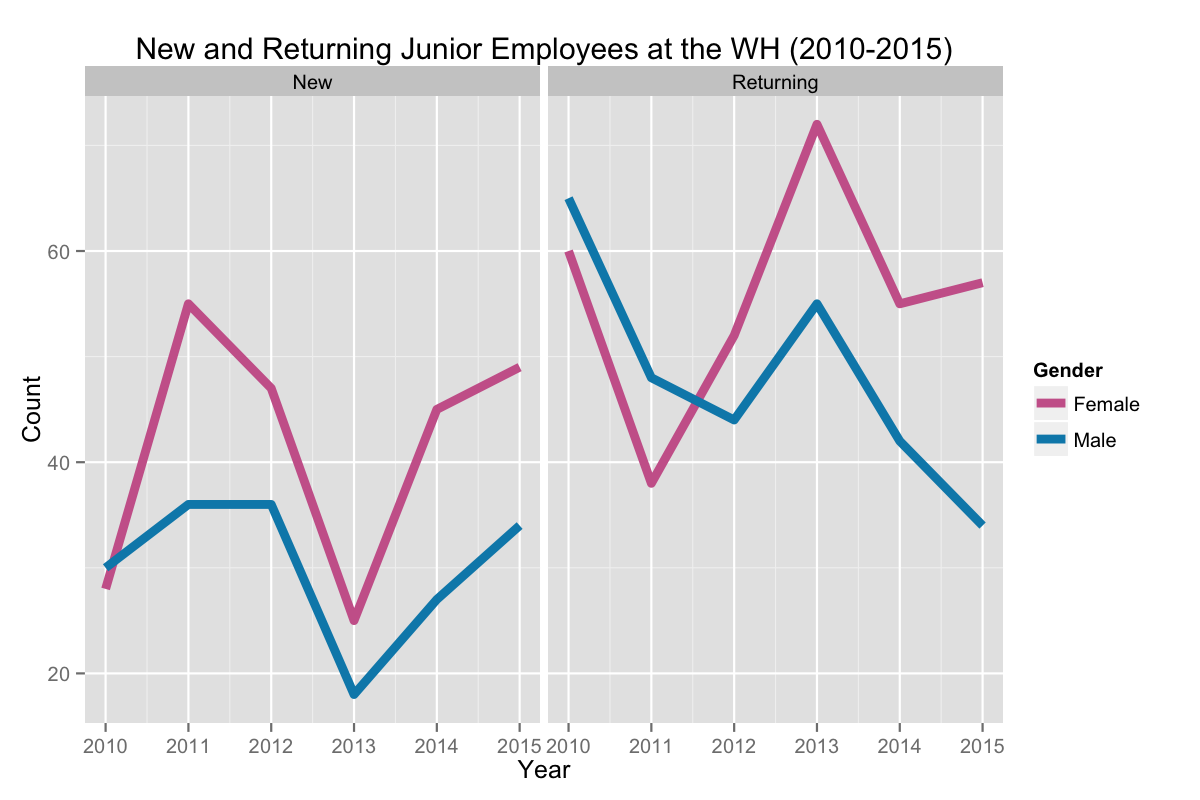 New and Returning Junior Employees at the WH (2010-2015)
New Returning
60
40
20
Count
2010 2011 2012 2013 2014 2015 2010 2011 2012 2013 2014 2015
Year
Gender
Female
Male